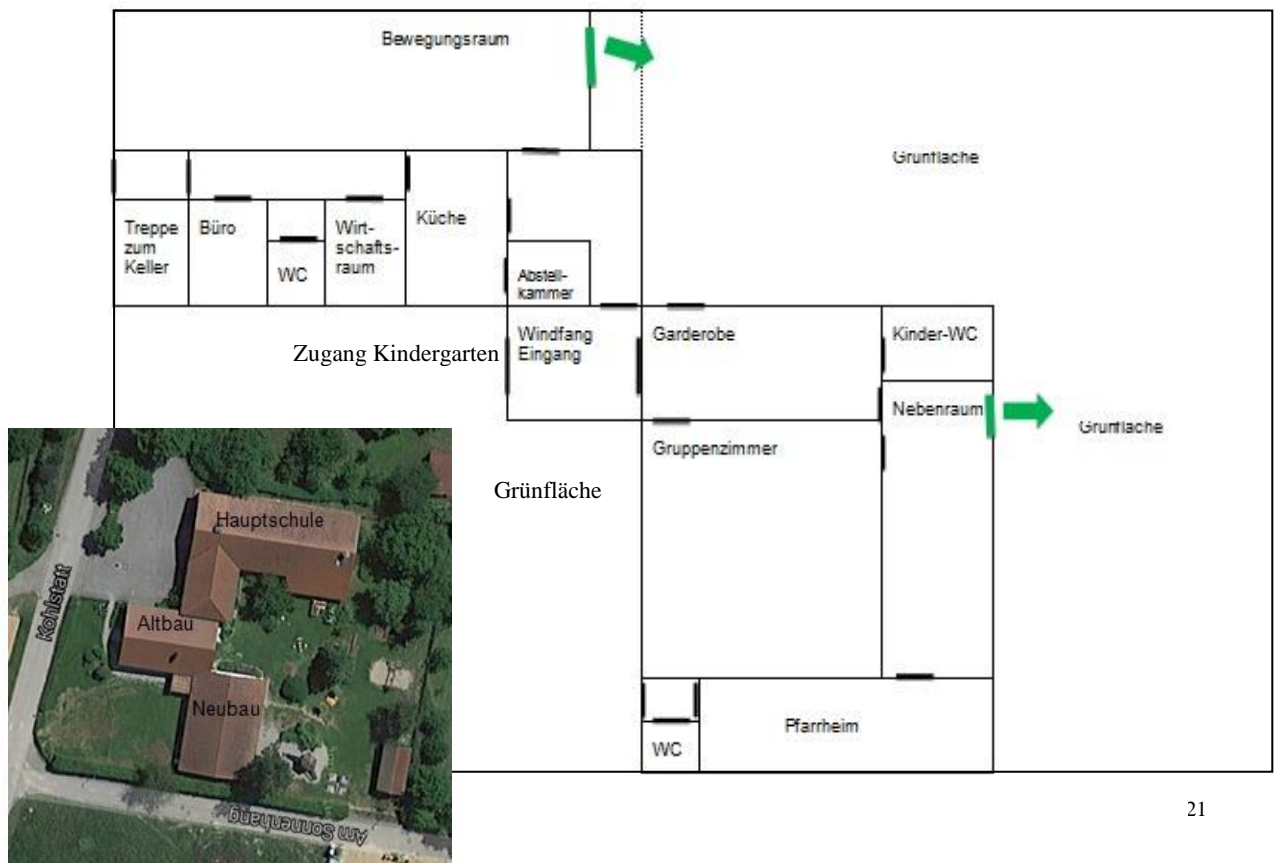 Bewegungsraum
Grünfläche
Treppe
zum
Keller
Büro
WC
Wirt-
schafts-
raum
Küche
Abstell-
kammer
Zugang Kindergarten
Windfang
Eingang
Garderobe
Kinder-WC
Nebenraum
Grünfläche
Gruppenzimmer
Grünfläche
Hauptschule
Kohlstatt
Altbau
Neubau
Am Sonnenhang
WC
Pfarrheim
21